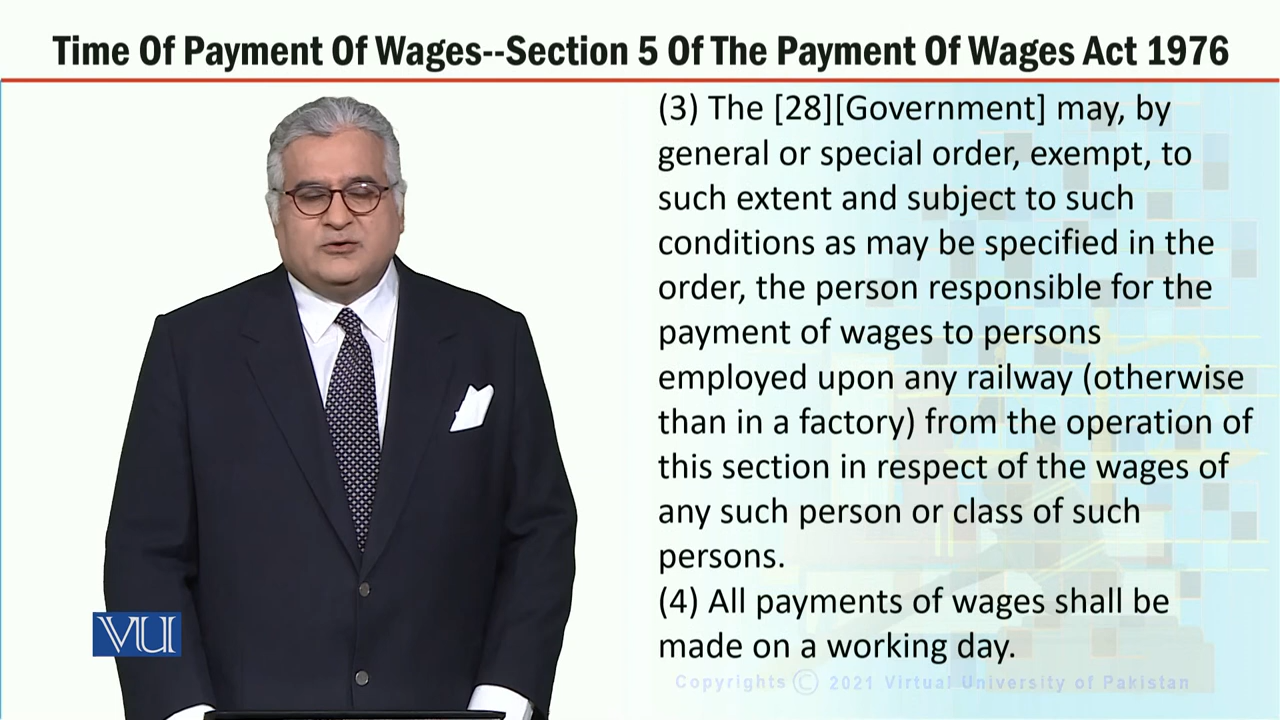 Time Of Payment Of Wages--Section 5 Of The Payment Of Wages Act 1976
(3) The [28][Government] may, by
general or special order, exempt, to
such extent and subject to such
conditions as may be specified in the
order, the person responsible for the
payment of wages to persons
employed upon any railway (otherwise
than in a factory) from the operation of
this section in respect of the wages of
any such person or class of such
persons.
(4) All payments of wages shall be
made on a working day.
VU
Copyrights © 2021 Virtual University of Pakistan